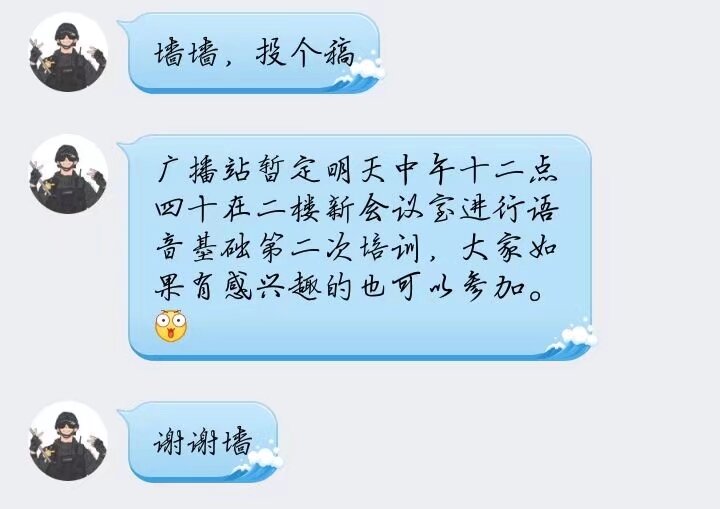 墙墙，投个稿
广播站暂定明天中午十二点
四十在二楼新会议室进行语
音基础第二次培训，大家如
果有感兴趣的也可以参加。
谢谢墙